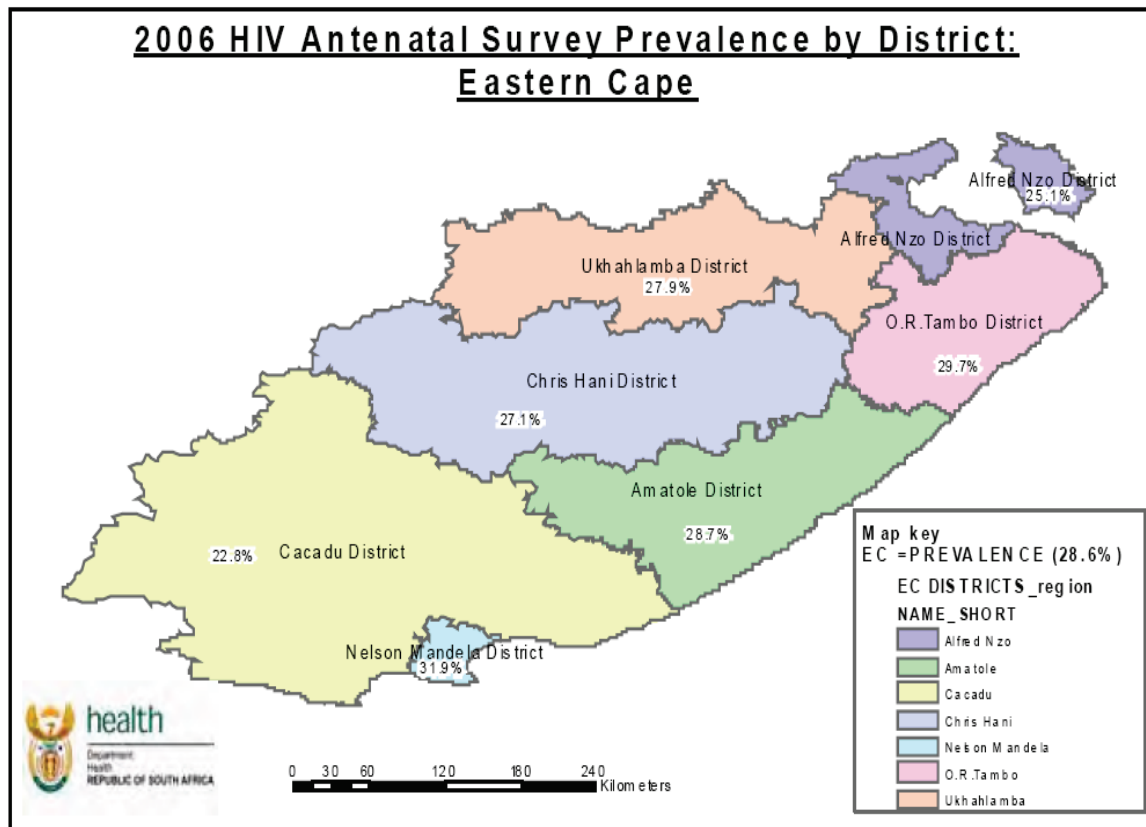 2006 HIV Antenatal Survey Prevalence by District:
Eastern Cape
Alfred Nzo District
25.1%
Alfred Nzo District
Ukhahlamba District
27.9%
O.R.Tambo District
29.7%
Chris Hani District
27.1%
Amatole District
28.7%
Cacadu District
22.8%
Nelson Mandela District
31.9%
Map key
EC =PREVALENCE (28.6%)
EC DISTRICTS_region
NAME_SHORT
Alfred Nzo
Amatole
Cacadu
Chris Hani
Nelson Mandela
O.R.Tambo
Ukhahlamba
health
Department:
Health
REPUBLIC OF SOUTH AFRICA
0 30 60 120 180 240
Kilometers